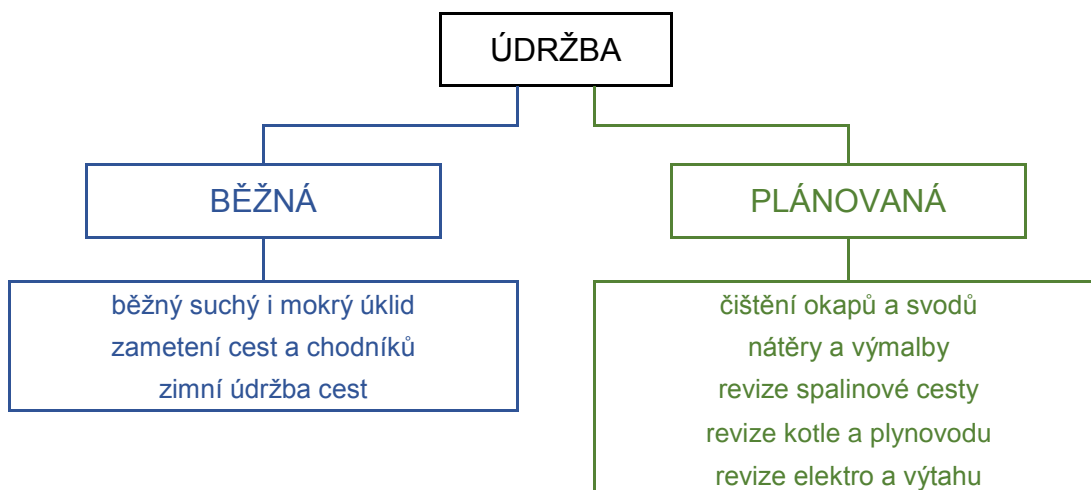 ÚDRŽBA
BĚŽNÁ
běžný suchý i mokrý úklid
zametení cest a chodníků
zimní údržba cest
PLÁNOVANÁ
čištění okapů a svodů
nátěry a výmalby
revize spalinové cesty
revize kotle a plynovodu
revize elektro a výtahu